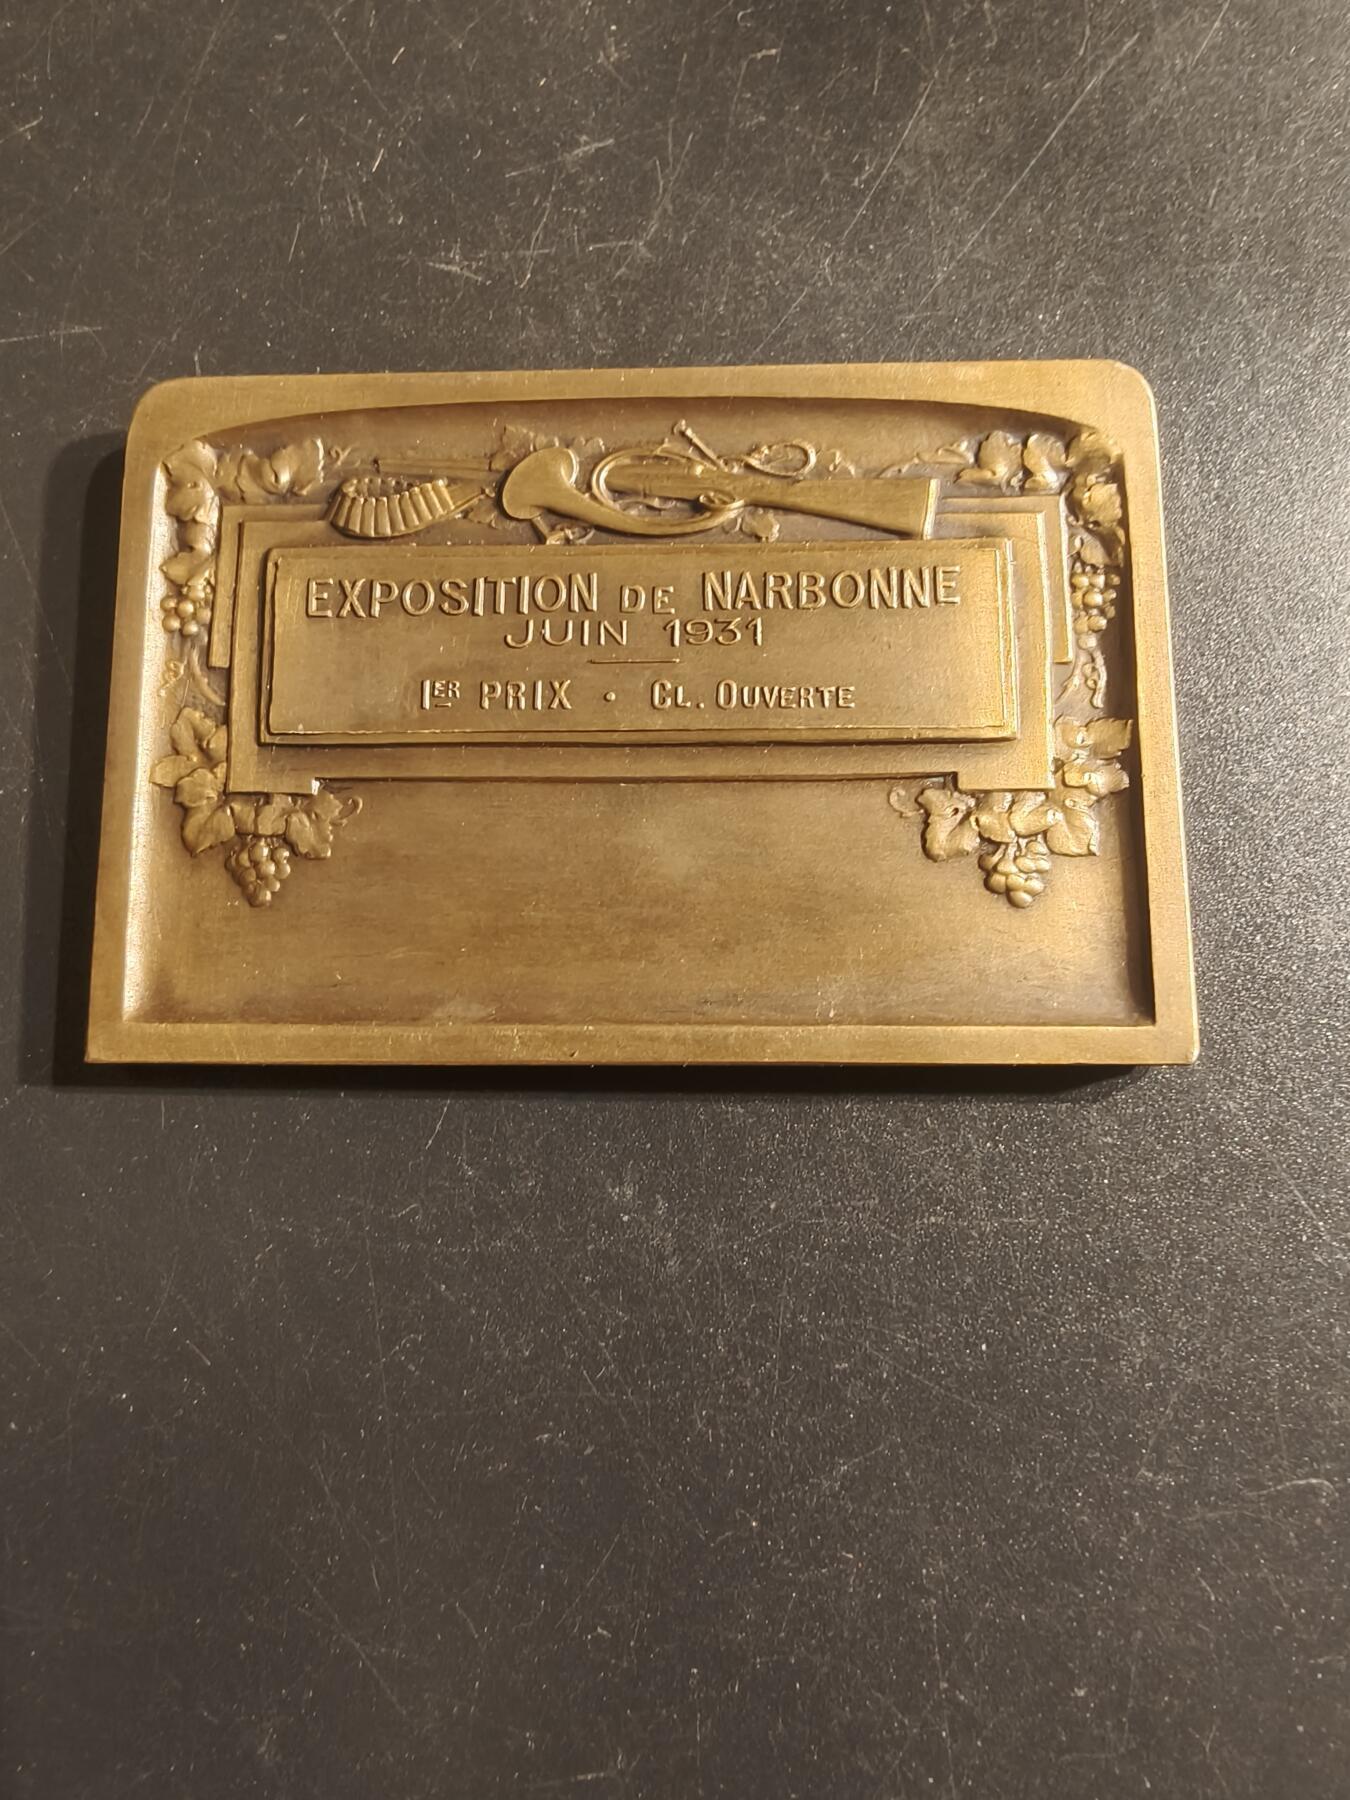 EXPOSITION DE NARBONNE
JUIN 1931
1ER PRIX · CL. OUVERTE